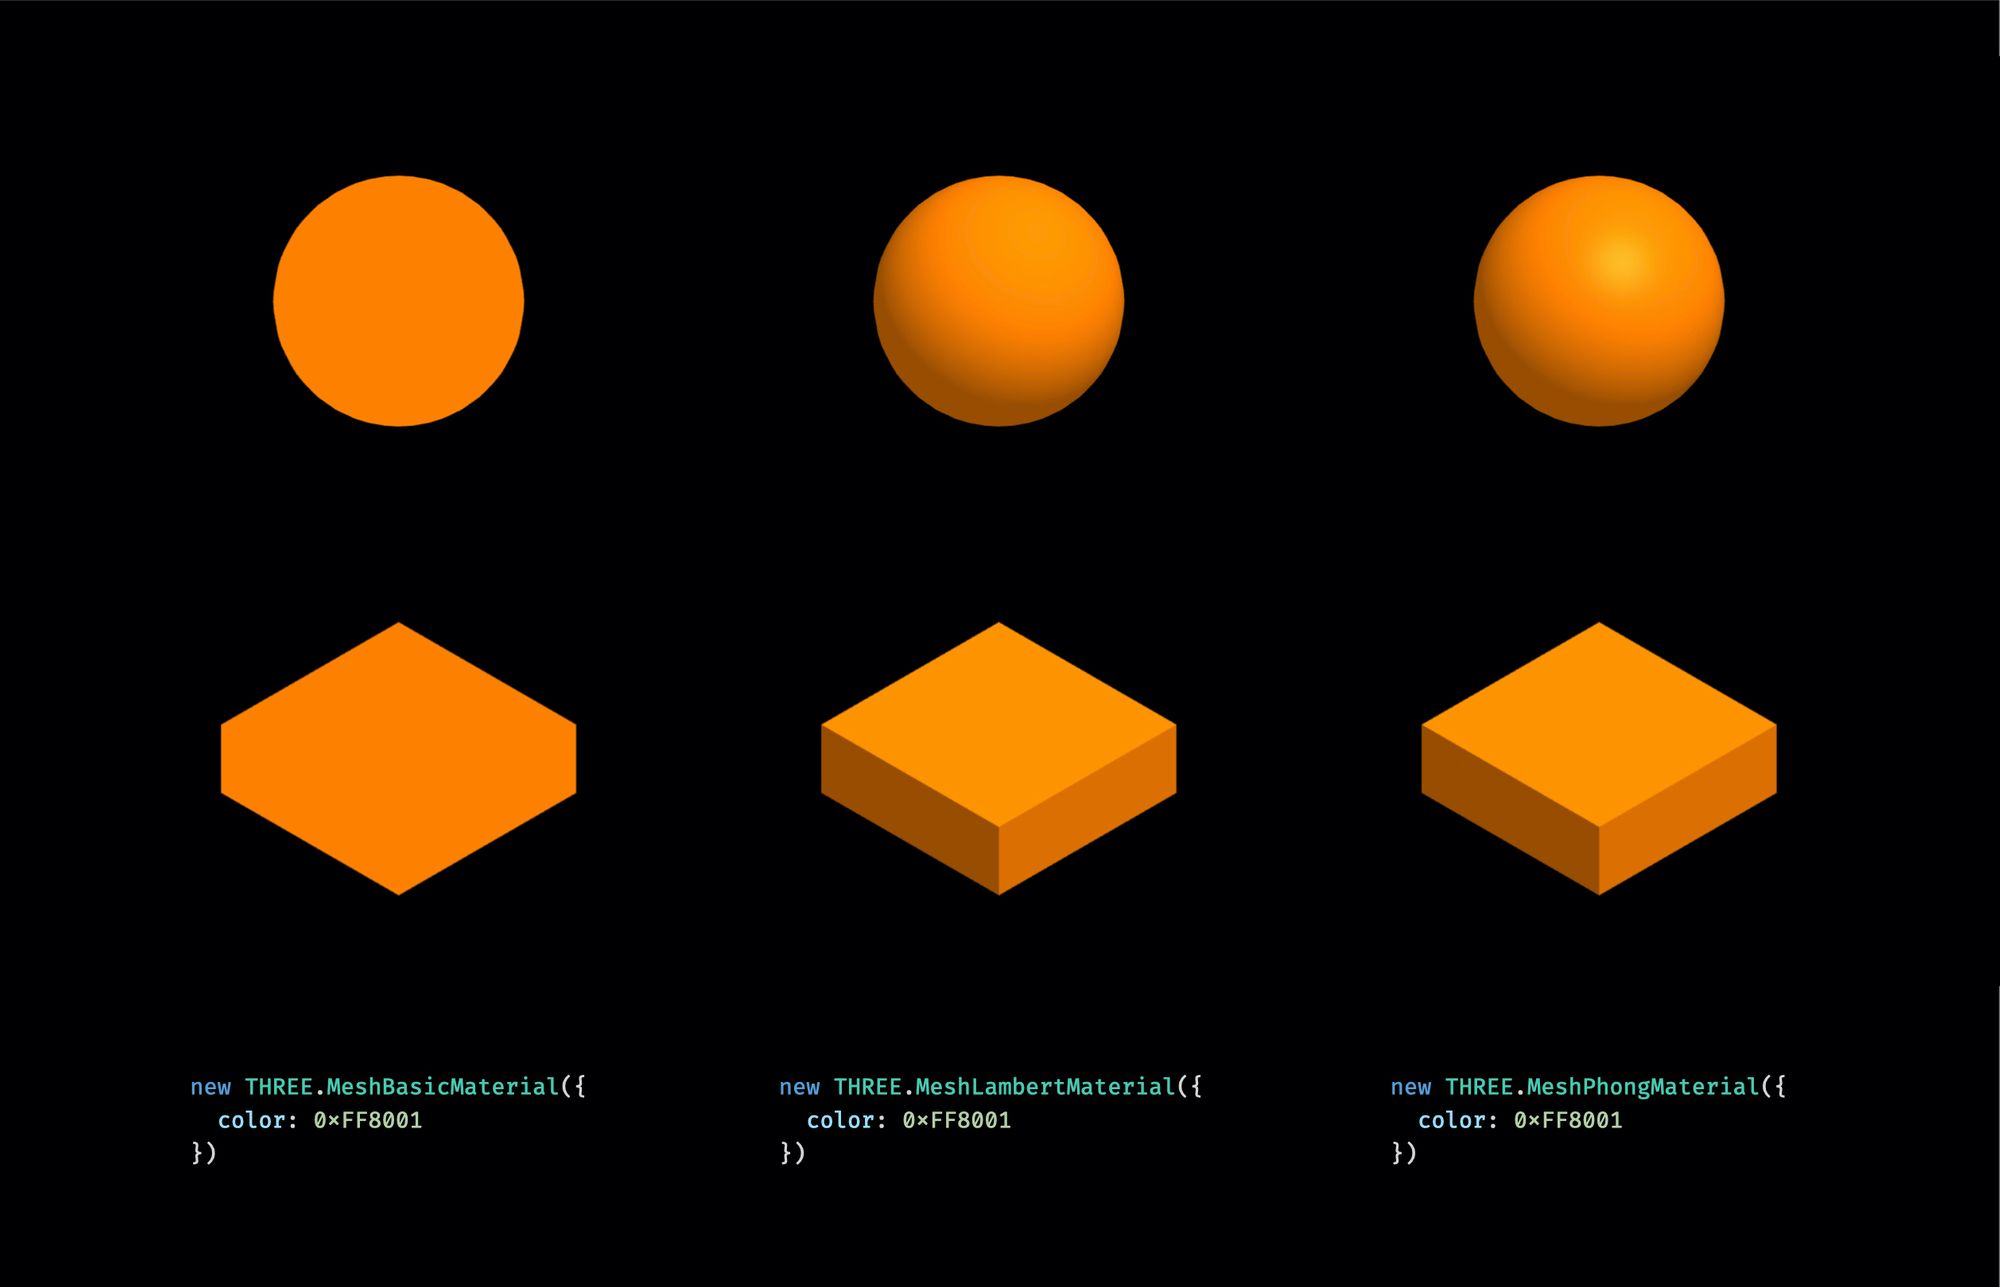 new THREE.MeshBasicMaterial({
  color: 0×FF8001
})
new THREE.MeshLambertMaterial({
  color: 0×FF8001
})
new THREE.MeshPhongMaterial({
  color: 0×FF8001
})